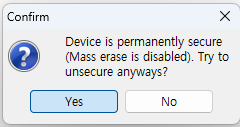 Confirm
Device is permanently secure
(Mass erase is disabled). Try to
unsecure anyways?
Yes
No